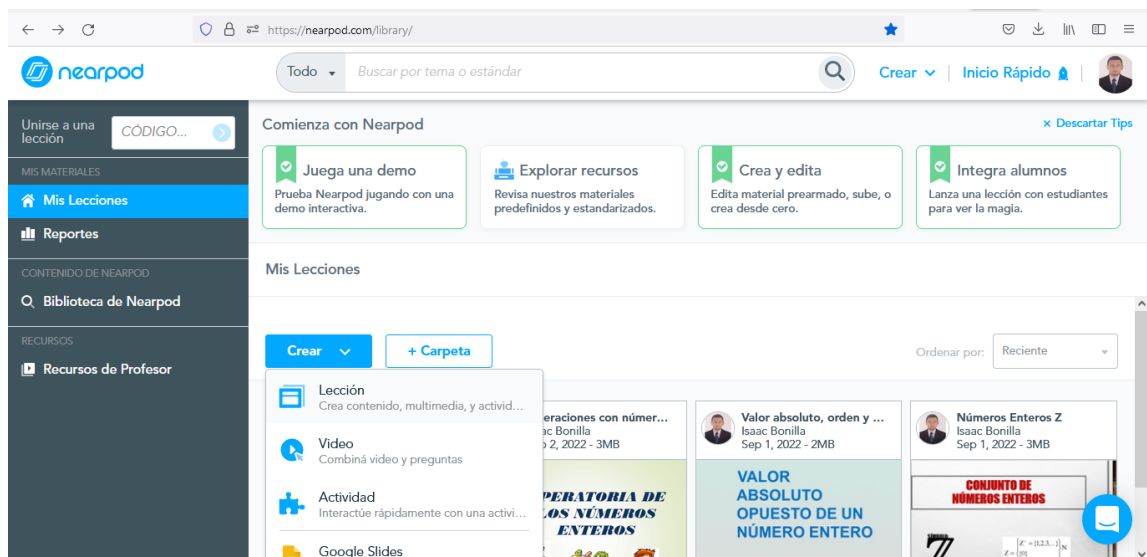 https://nearpod.com/library/
nearpod
Todo
Buscar por tema o estándar
Crear
Inicio Rápido
Unirse a una
lección
CÓDIGO...
MIS MATERIALES
Mis Lecciones
Reportes
CONTENIDO DE NEARPOD
Biblioteca de Nearpod
RECURSOS
Recursos de Profesor
Comienza con Nearpod
× Descartar Tips
Juega una demo
Prueba Nearpod jugando con una
demo interactiva.
Explorar recursos
Revisa nuestros materiales
predefinidos y estandarizados.
Crea y edita
Edita material prearmado, sube, o
crea desde cero.
Integra alumnos
Lanza una lección con estudiantes
para ver la magia.
Mis Lecciones
Crear
+ Carpeta
Ordenar por:
Reciente
Lección
Crea contenido, multimedia, y activid...
Video
Combiná video y preguntas
Actividad
Interactúe rápidamente con una activi...
Google Slides
eraciones con númer...
ac Bonilla
2, 2022 - 3MB
PERATORIA DE
LOS NÚMEROS
ENTEROS
Valor absoluto, orden y ...
Isaac Bonilla
Sep 1, 2022 - 2MB
VALOR
ABSOLUTO
OPUESTO DE UN
NÚMERO ENTERO
Números Enteros Z
Isaac Bonilla
Sep 1, 2022 - 3MB
CONJUNTO DE
NÚMEROS ENTEROS